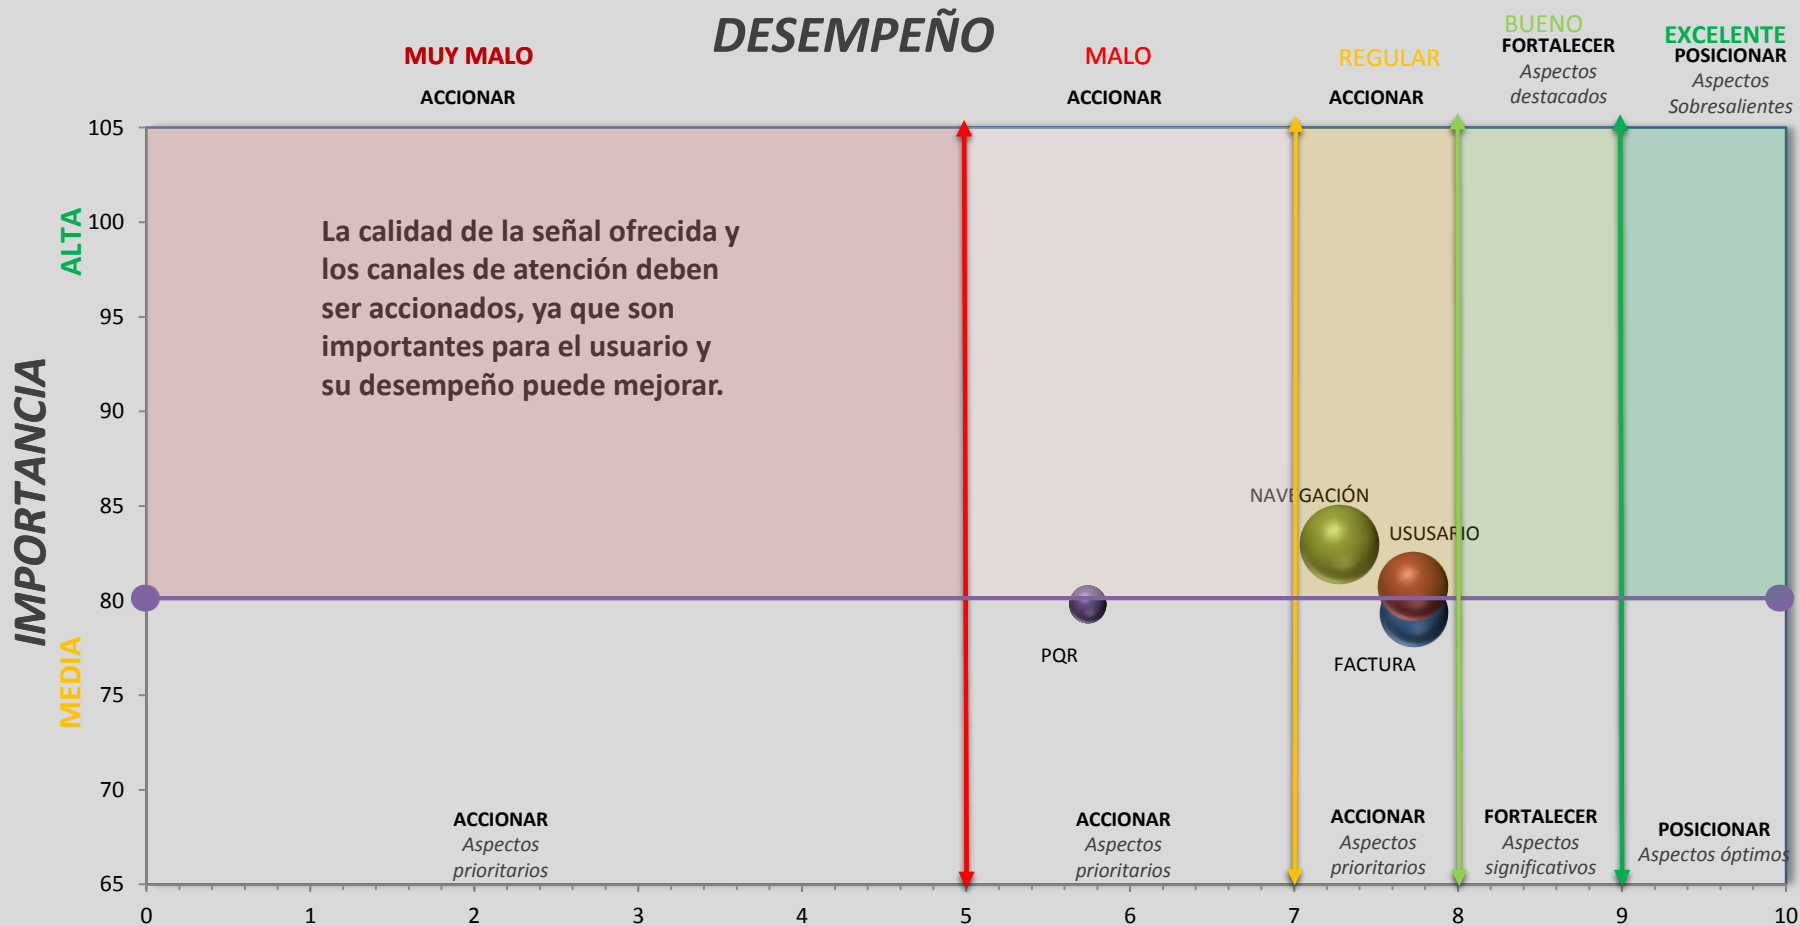 DESEMPEÑO
MUY MALO
ACCIONAR
MALO
ACCIONAR
REGULAR
ACCIONAR
BUENO
FORTALECER
Aspectos
destacados
EXCELENTE
POSICIONAR
Aspectos
Sobresalientes
IMPORTANCIA
ALTA
MEDIA
105
100
95
90
85
80
75
70
65
La calidad de la señal ofrecida y
los canales de atención deben
ser accionados, ya que son
importantes para el usuario y
su desempeño puede mejorar.
NAVEGACIÓN
USUSARIO
PQR
FACTURA
ACCIONAR
Aspectos
prioritarios
ACCIONAR
Aspectos
prioritarios
ACCIONAR
Aspectos
prioritarios
FORTALECER
Aspectos
significativos
POSICIONAR
Aspectos óptimos
0 1 2 3 4 5 6 7 8 9 10